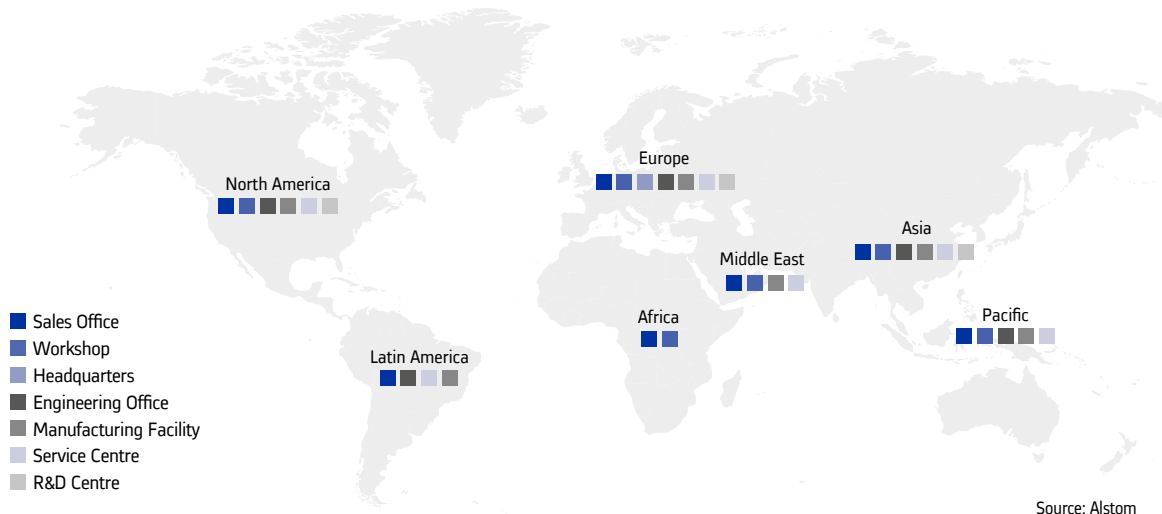 Europe
North America
Asia
Middle East
Africa
Pacific
Latin America
Sales Office
Workshop
Headquarters
Engineering Office
Manufacturing Facility
Service Centre
R&D Centre
Source: Alstom